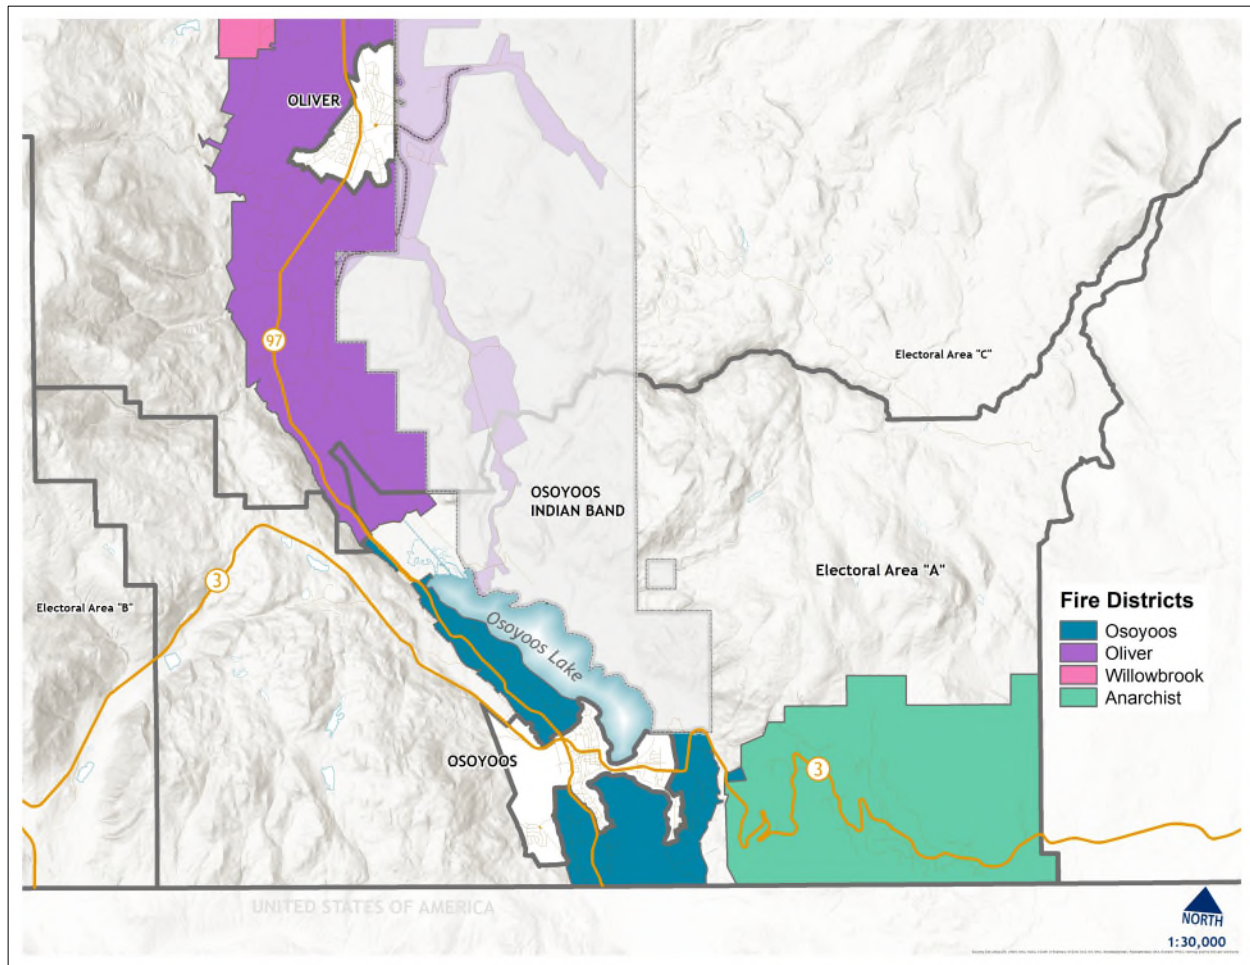 OLIVER
97
Electoral Area "C"
OSOYOOS
INDIAN BAND
3
Electoral Area "A"
Electoral Area "B"
Osoyoos Lake
Fire Districts
Osoyoos
Oliver
Willowbrook
Anarchist
OSOYOOS
3
UNITED STATES OF AMERICA
NORTH
1:30,000